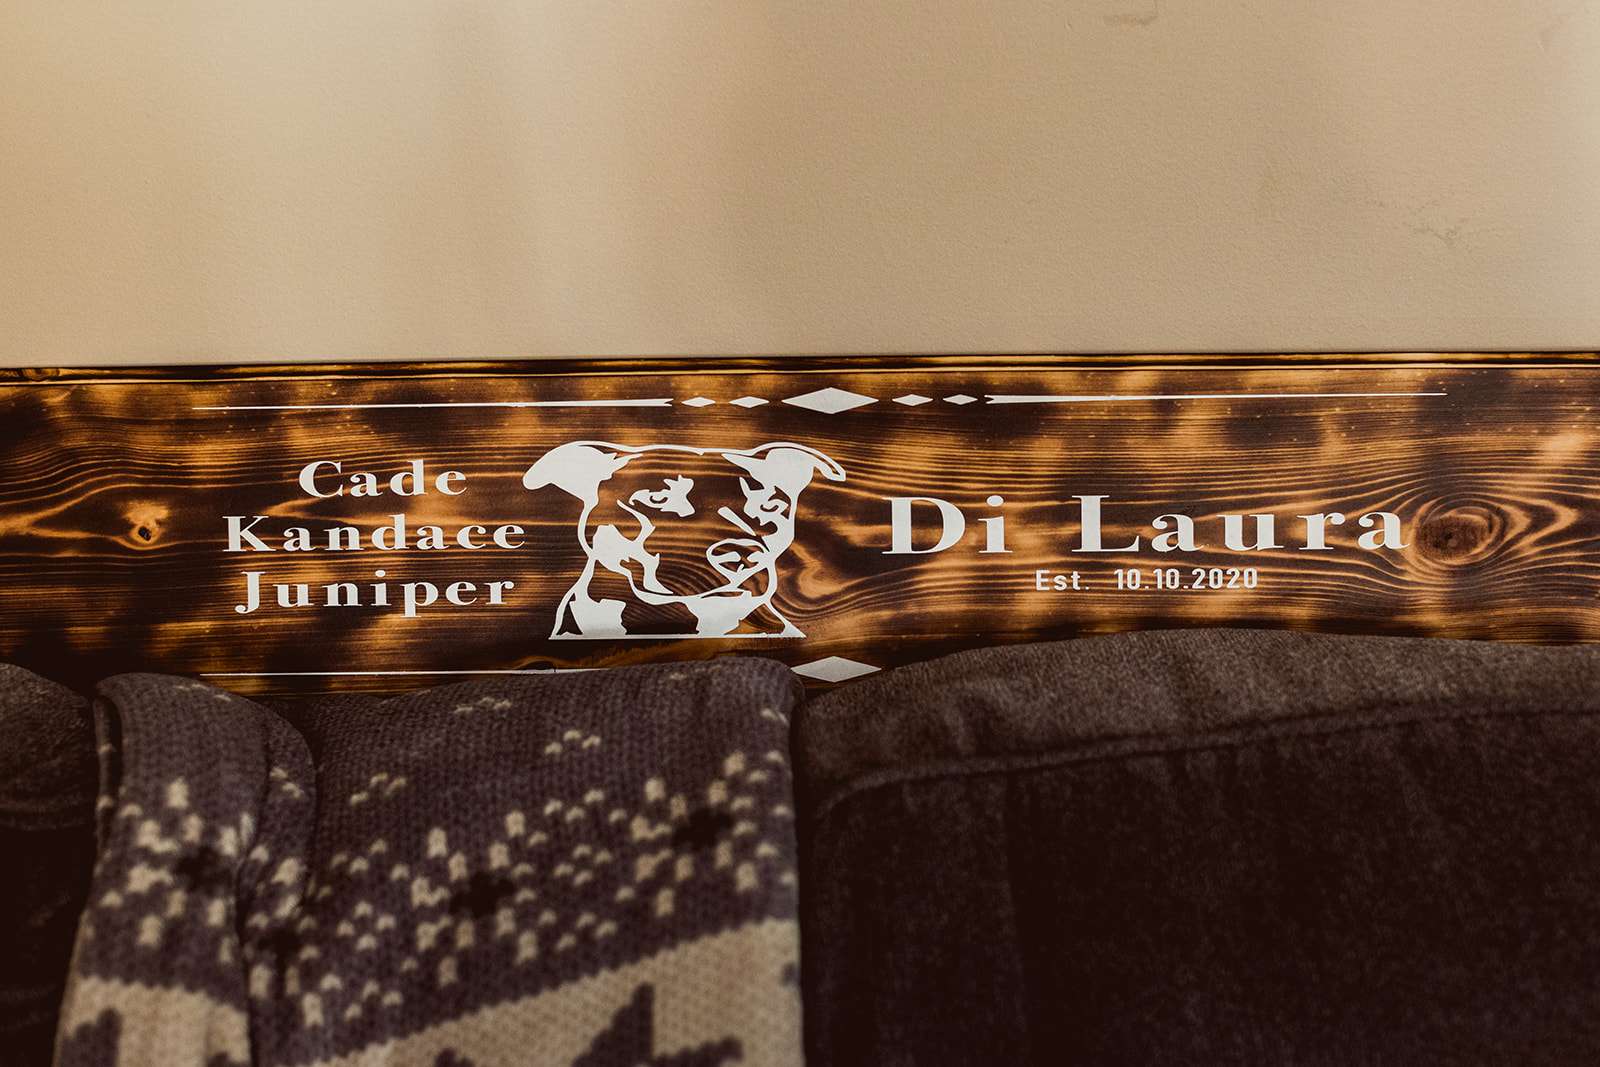 Cade
Kandace
Juniper
Di Laura
Est. 10.10.2020